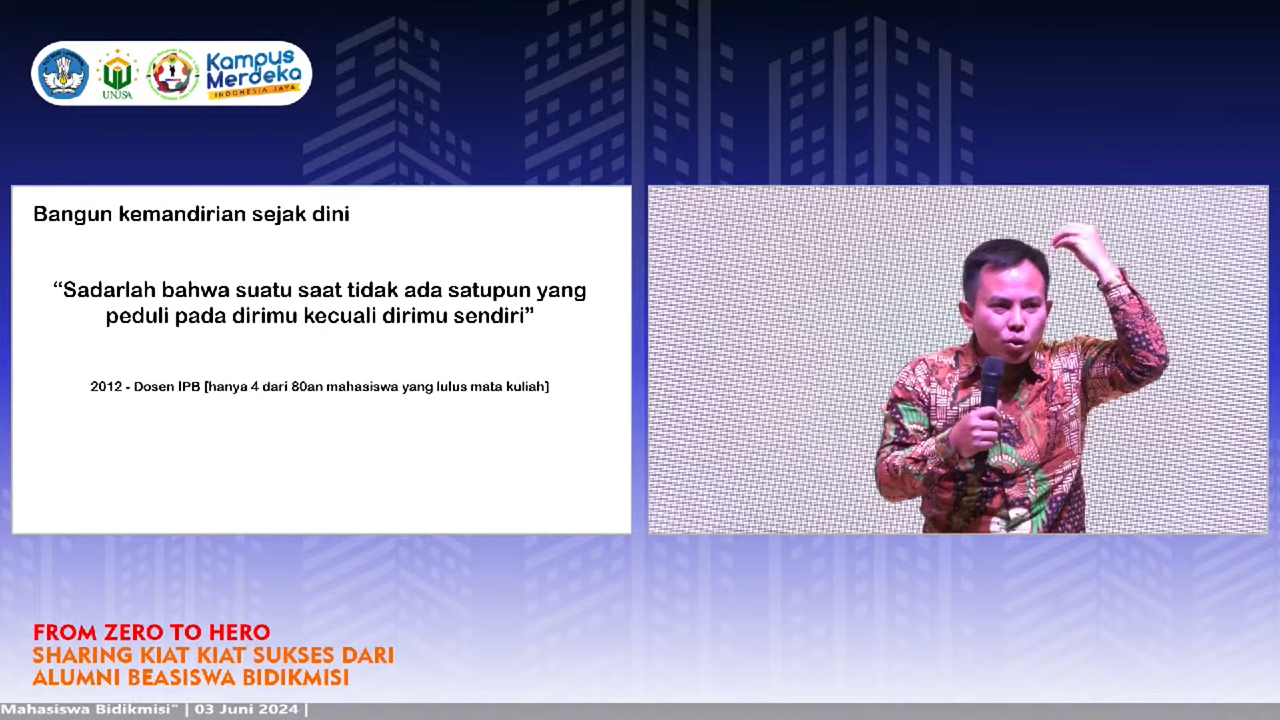 UNUSA
Kampus
Merdeka
INDONESIA JAYA
Bangun kemandirian sejak dini
“Sadarlah bahwa suatu saat tidak ada satupun yang
peduli pada dirimu kecuali dirimu sendiri”
2012 - Dosen IPB [hanya 4 dari 80an mahasiswa yang lulus mata kuliah]
FROM ZERO TO HERO
SHARING KIAT KIAT SUKSES DARI
ALUMNI BEASISWA BIDIKMISI
Mahasiswa Bidikmisi" | 03 Juni 2024 |